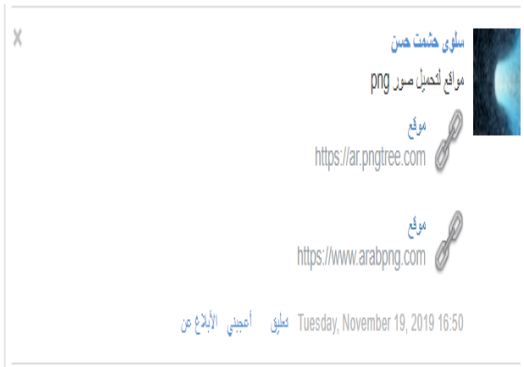 سلوى حشمت حسن
مواقع لتحميل صور png
موقع
https://ar.pngtree.com
موقع
https://www.arabpng.com
Tuesday, November 19, 2019 16:50 تعليق أعجبني الأبلاغ عن